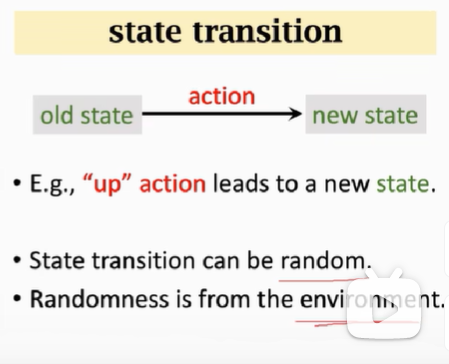 state transition
action
old state
new state
• E.g., “up” action leads to a new state.
• State transition can be random.
• Randomness is from the environment.